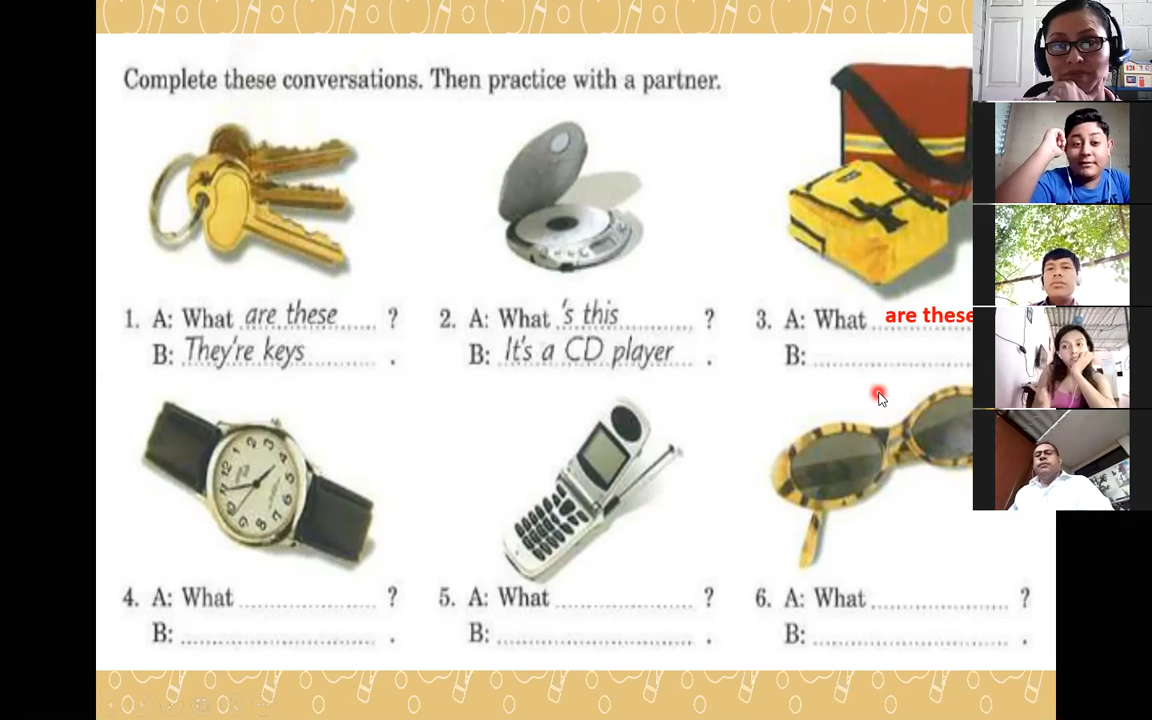 Complete these conversations. Then practice with a partner.
1. A: What are these ?
B: They're keys .
2. A: What 's this ?
B: It's a CD player .
3. A: What are these
B:
4. A: What ?
B: .
5. A: What ?
B: .
6. A: What ?
B: .